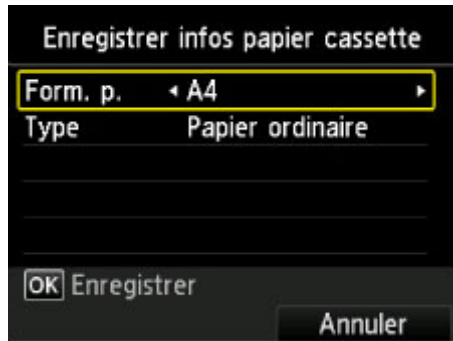 Enregistrer infos papier cassette
Form. p. A4
Type Papier ordinaire
OK Enregistrer
Annuler